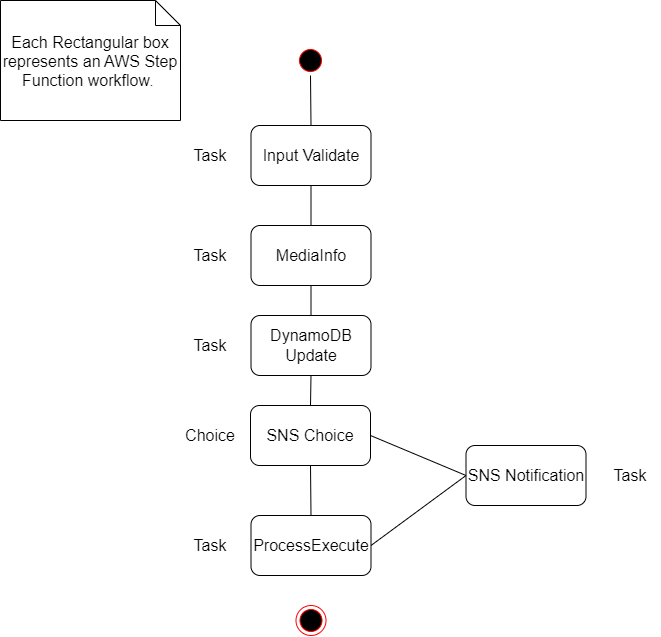 Each Rectangular box
represents an AWS Step
Function workflow.
Task
Input Validate
Task
MediaInfo
Task
DynamoDB
Update
Choice
SNS Choice
SNS Notification
Task
Task
ProcessExecute